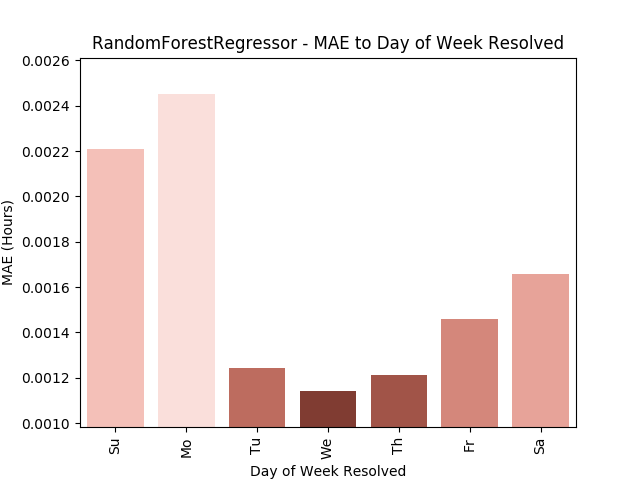 RandomForestRegressor - MAE to Day of Week Resolved
0.0026
0.0024
0.0022
0.0020
0.0018
0.0016
0.0014
0.0012
0.0010
MAE (Hours)
Su
Mo
Tu
We
Th
Fr
Sa
Day of Week Resolved